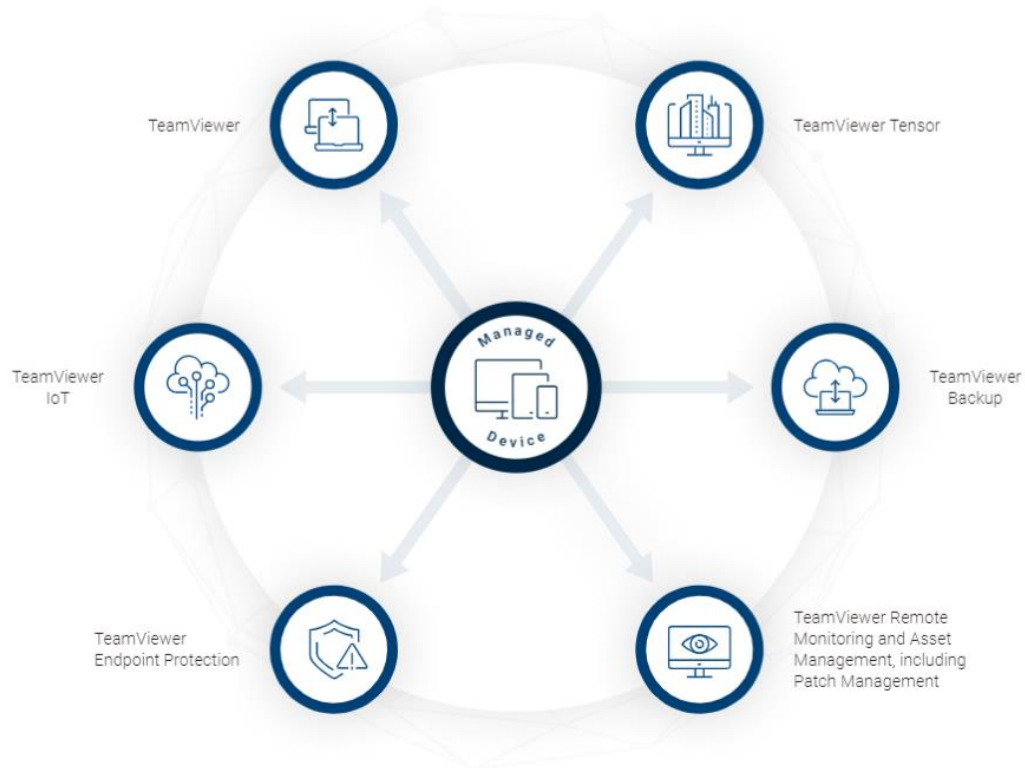 TeamViewer
TeamViewer Tensor
Managed
Device
TeamViewer
IoT
TeamViewer
Backup
TeamViewer
Endpoint Protection
TeamViewer Remote
Monitoring and Asset
Management, including
Patch Management